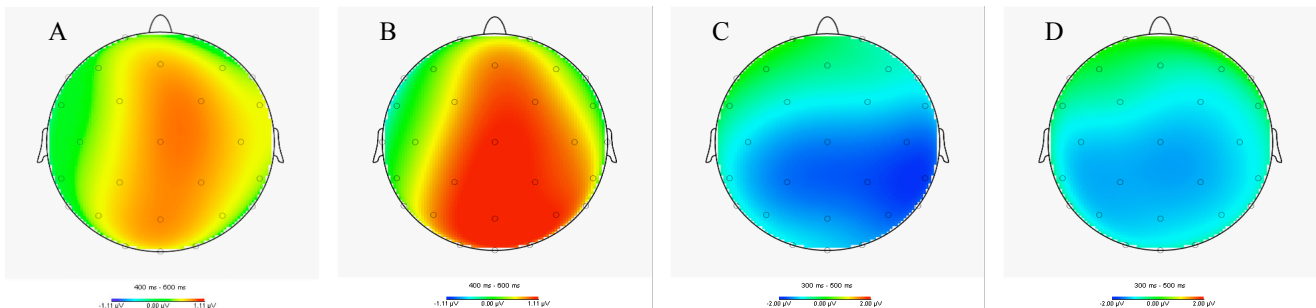 A
B
C
D
400 ms - 600 ms
-1.11 µV 0.00 µV 1.11 µV
400 ms - 600 ms
-1.11 µV 0.00 µV 1.11 µV
300 ms - 500 ms
-2.00 µV 0.00 µV 2.00 µV
300 ms - 500 ms
-2.00 µV 0.00 µV 2.00 µV